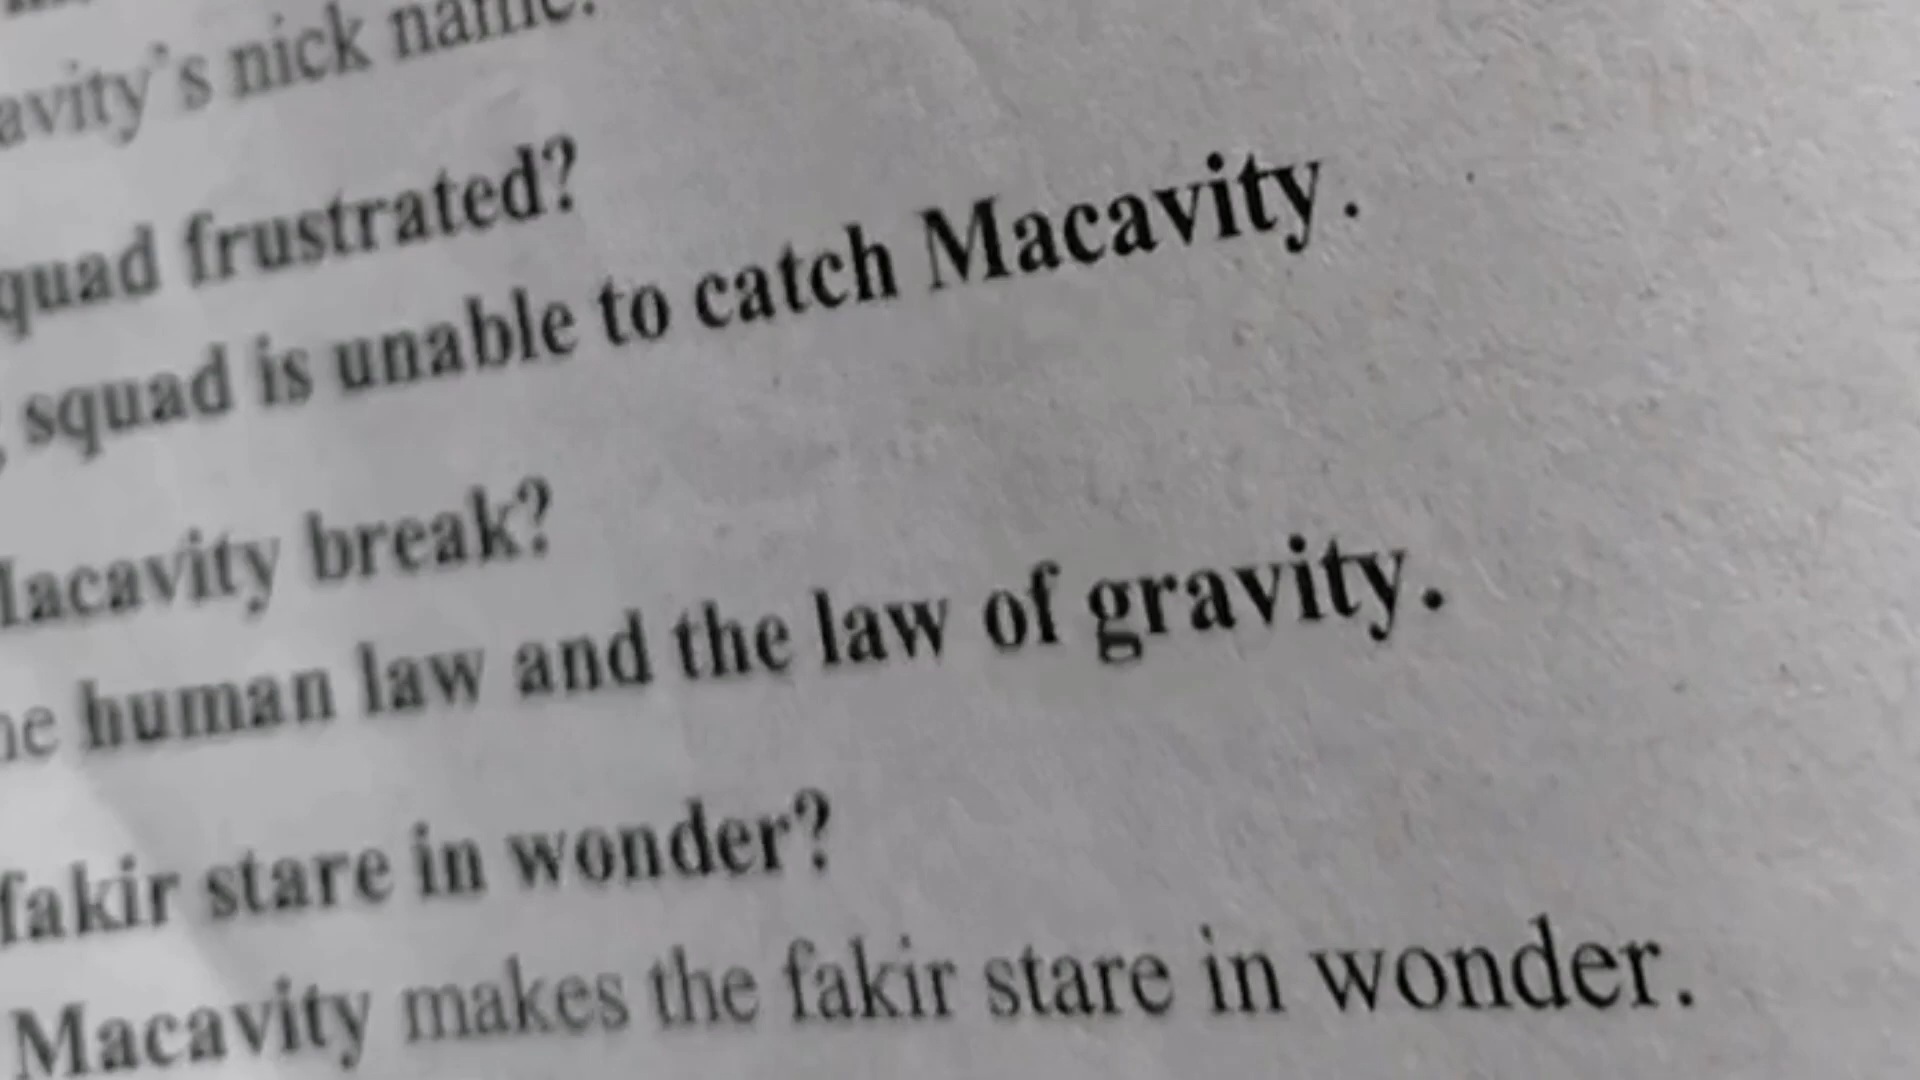 avity's nick name.
quad frustrated?
squad is unable to catch Macavity.
acavity break?
he human law and the law of gravity.
fakir stare in wonder?
Macavity makes the fakir stare in wonder.